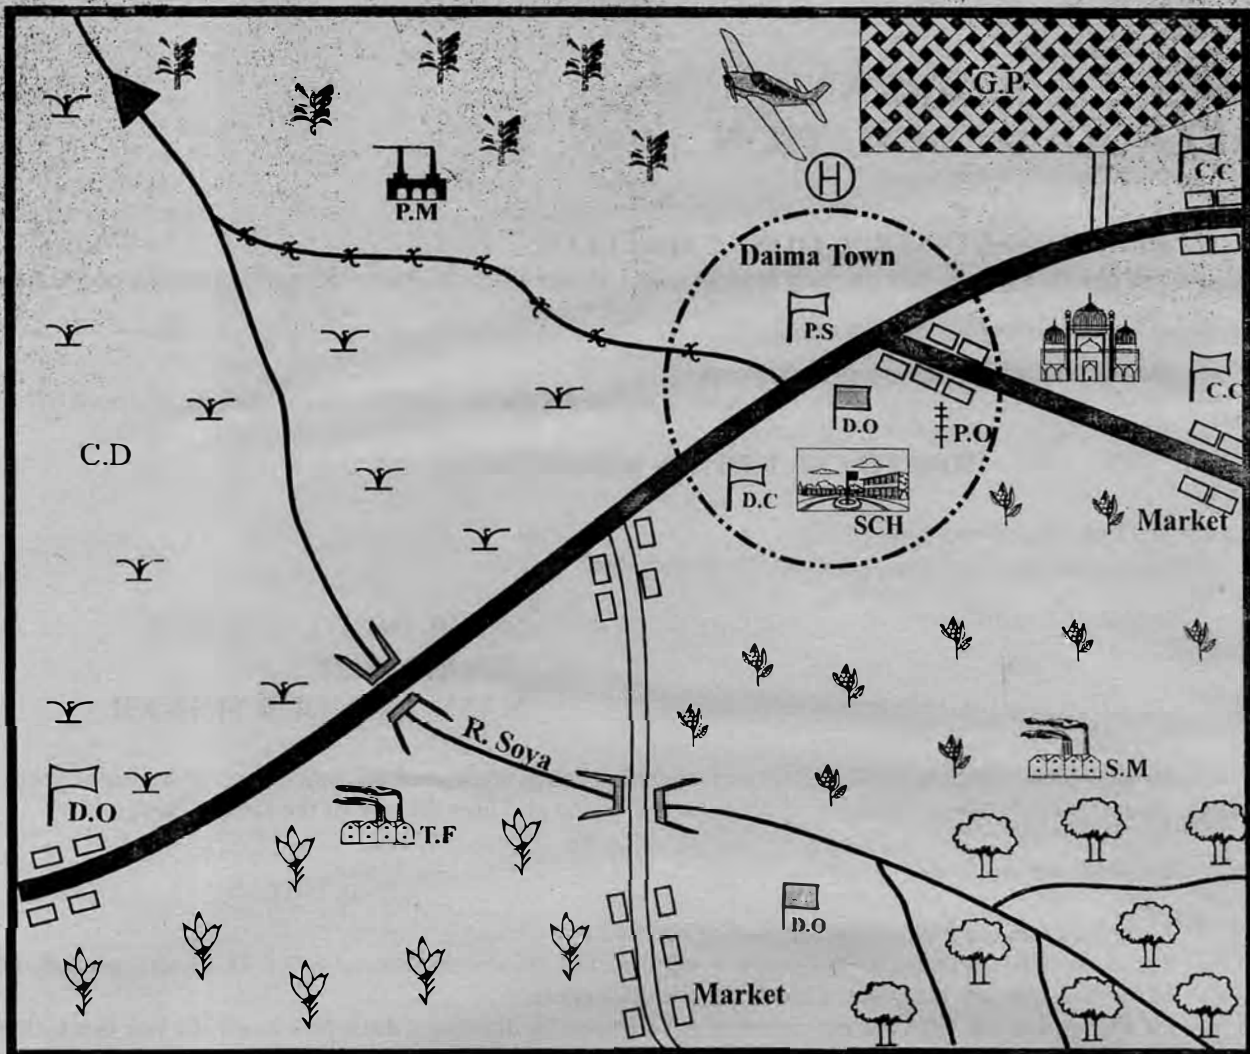 G.P
C.C
H
P.M
Daima Town
P.S
C.C
D.O
P.O
C.D
D.C
SCH
Market
R. Sova
S.M
D.O
T.F
D.O
Market